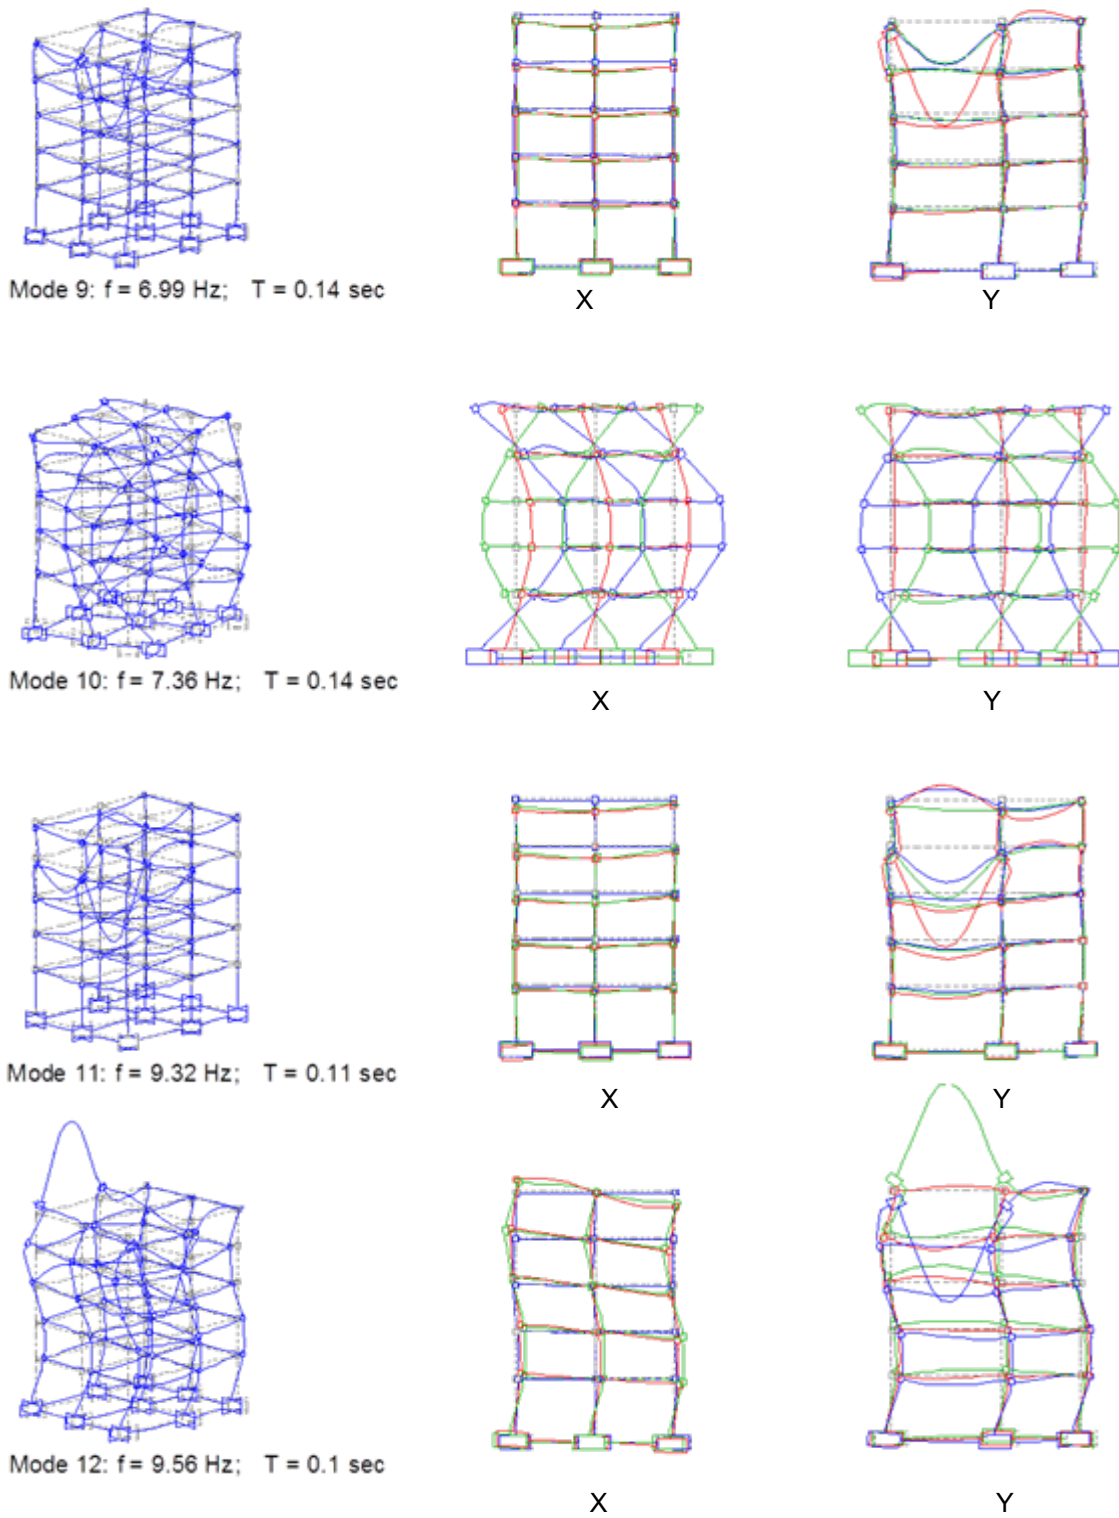 Mode 9: f = 6.99 Hz;   T = 0.14 sec
X
Y
Mode 10: f = 7.36 Hz;   T = 0.14 sec
X
Y
Mode 11: f = 9.32 Hz;   T = 0.11 sec
X
Y
Mode 12: f = 9.56 Hz;   T = 0.1 sec
X
Y